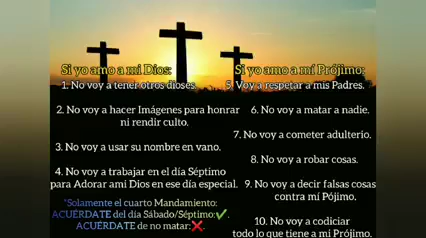 Si yo amo a mi Dios:
1. No voy a tener otros dioses.
2. No voy a hacer Imágenes para honrar
ni rendir culto.
3. No voy a usar su nombre en vano.
4. No voy a trabajar en el día Séptimo
para Adorar ami Dios en ese día especial.
*Solamente el cuarto Mandamiento:
ACUÉRDATE del día Sábado/Séptimo:✅.
ACUÉRDATE de no matar:❌.
Si yo amo a mí Prójimo:
5. Voy a respetar a mis Padres.
6. No voy a matar a nadie.
7. No voy a cometer adulterio.
8. No voy a robar cosas.
9. No voy a decir falsas cosas
contra mí Pójimo.
10. No voy a codiciar
todo lo que tiene a mi Prójimo.